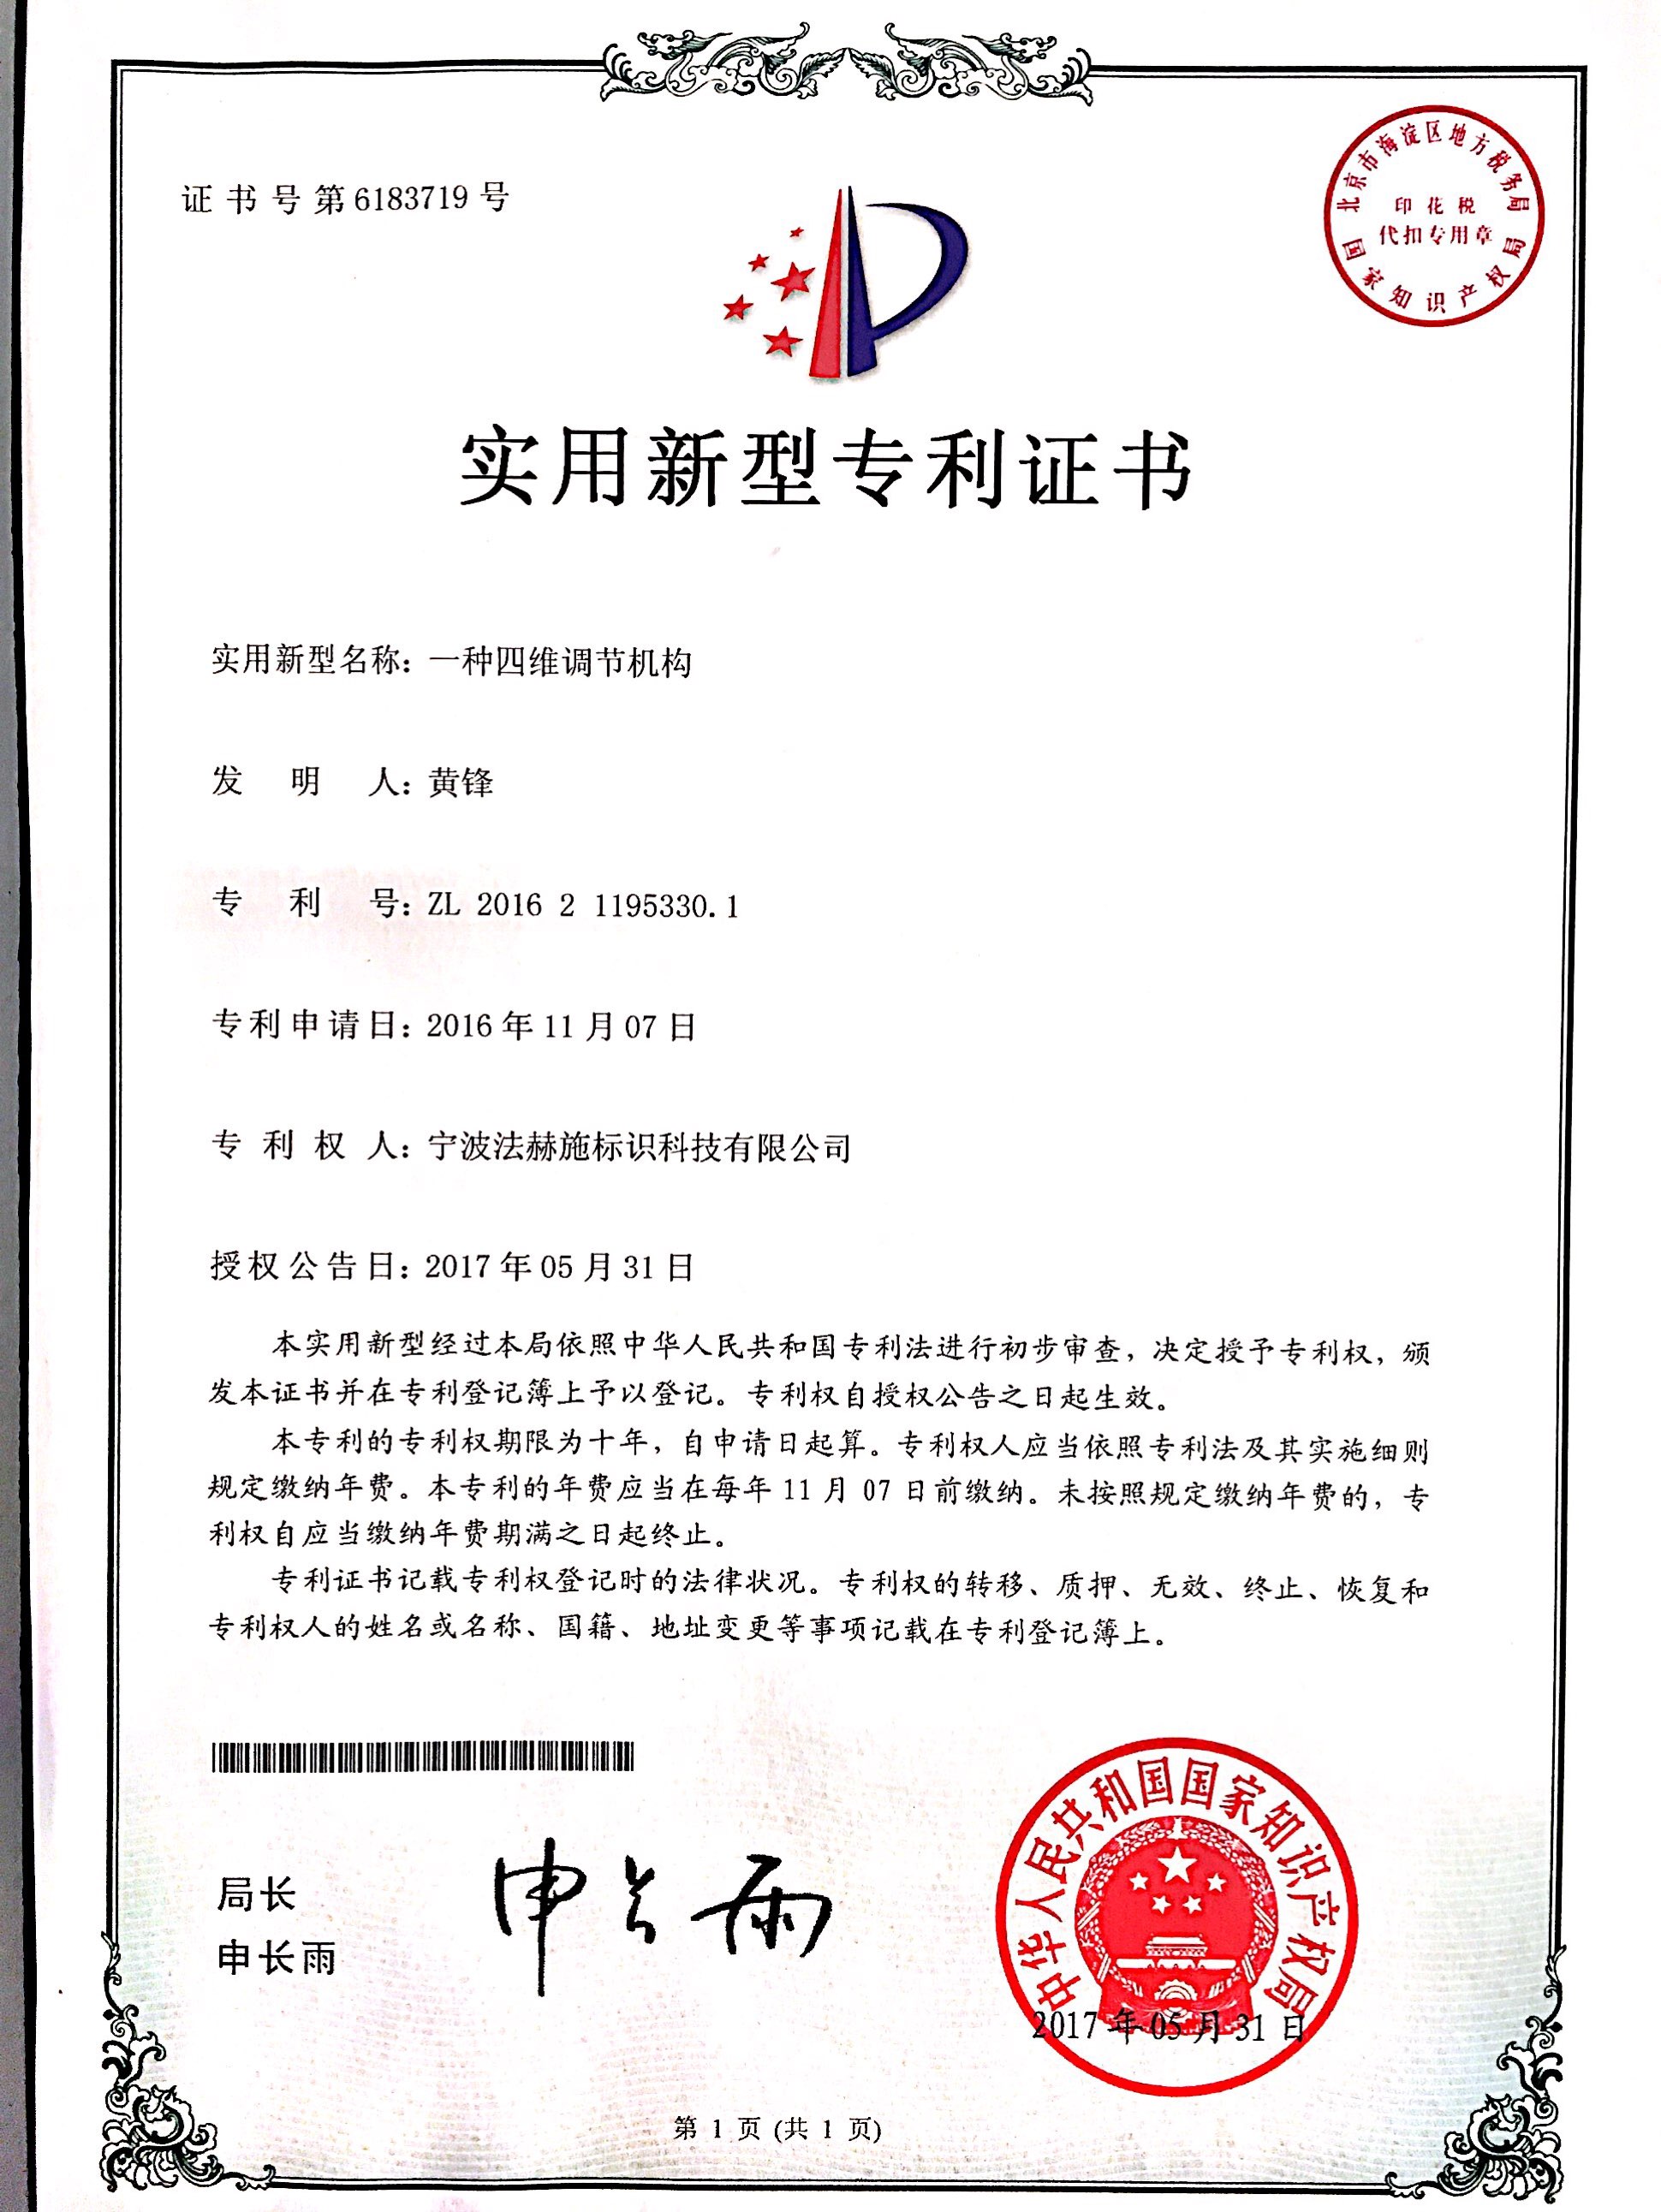 证书号第6183719号
北京市海淀区地方税务局
印花税
代扣专用章
国家知识产权局
实用新型专利证书
实用新型名称：一种四维调节机构
发明人：黄锋
专利号：ZL 2016 2 1195330.1
专利申请日：2016年11月07日
专利权人：宁波法赫施标识科技有限公司
授权公告日：2017年05月31日
本实用新型经过本局依照中华人民共和国专利法进行初步审查，决定授予专利权，颁
发本证书并在专利登记簿上予以登记。专利权自授权公告之日起生效。
本专利的专利权期限为十年，自申请日起算。专利权人应当依照专利法及其实施细则
规定缴纳年费。本专利的年费应当在每年11月07日前缴纳。未按照规定缴纳年费的，专
利权自应当缴纳年费期满之日起终止。
专利证书记载专利权登记时的法律状况。专利权的转移、质押、无效、终止、恢复和
专利权人的姓名或名称、国籍、地址变更等事项记载在专利登记簿上。
局长
申长雨
申长雨
中华人民共和国国家知识产权局
2017年05月31日
第1页(共1页)